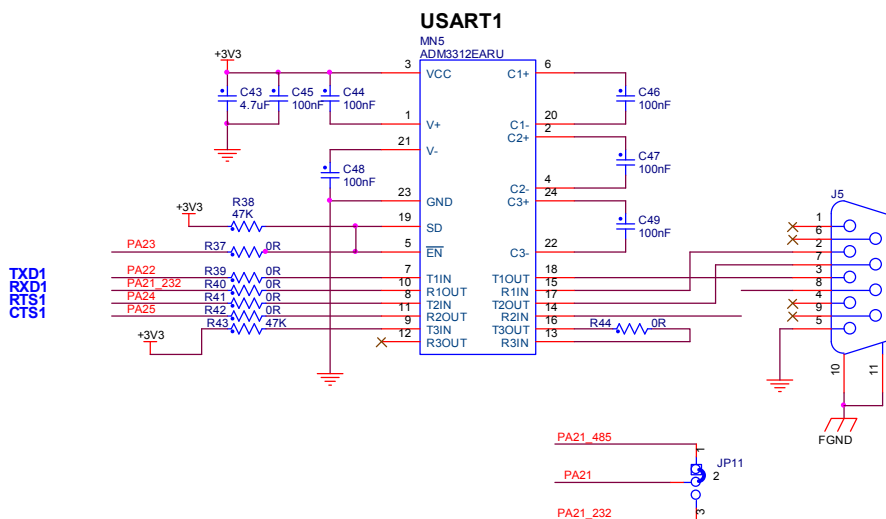 USART1
MN5
ADM3312EARU
+3V3
C43
4.7uF
C45
100nF
C44
100nF
3
VCC
C1+
6
C46
100nF
1
V+
C1-
20
C2+
2
21
V-
C47
100nF
C48
100nF
C2-
4
23
GND
C3+
24
+3V3
R38
47K
19
SD
C49
100nF
PA23
R37
0R
5
EN
C3-
22
TXD1
PA22
R39
0R
7
T1IN
T1OUT
18
RXD1
PA21_232
R40
0R
10
R1OUT
R1IN
15
RTS1
PA24
R41
0R
8
T2IN
T2OUT
17
CTS1
PA25
R42
0R
11
R2OUT
R2IN
14
R43
47K
9
T3IN
T3OUT
16
R44
0R
+3V3
12
R3OUT
R3IN
13
J5
1
6
2
7
3
8
4
9
5
10
11
FGND
PA21_485
1
JP11
PA21
2
PA21_232
3